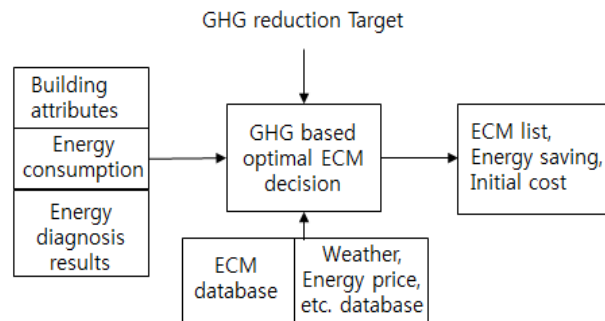 GHG reduction Target
Building
attributes
Energy
consumption
Energy
diagnosis
results
GHG based
optimal ECM
decision
ECM list,
Energy saving,
Initial cost
ECM
database
Weather,
Energy price,
etc. database